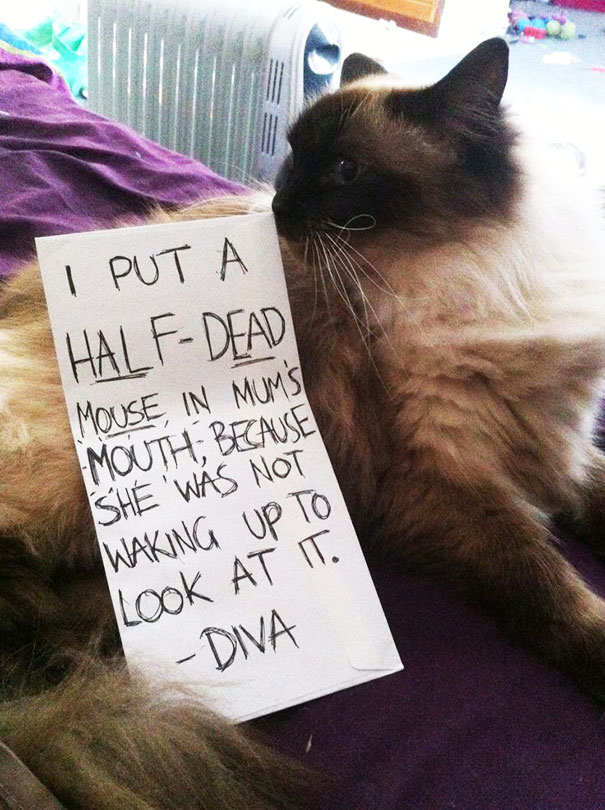 I PUT A
HALF-DEAD
MOUSE IN MUM'S
MOUTH, BECAUSE
SHE WAS NOT
WAKING UP TO
LOOK AT IT.
-DIVA